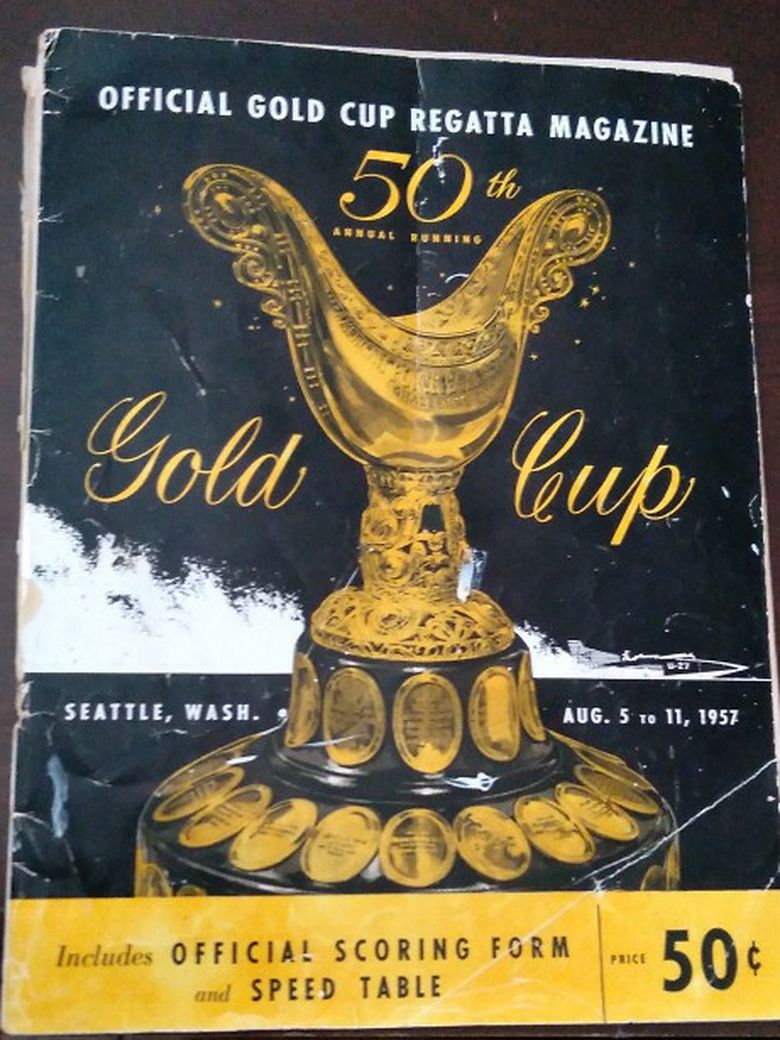 OFFICIAL GOLD CUP REGATTA MAGAZINE
50th
ANNUAL RUNNING
Gold Cup
U-27
SEATTLE, WASH. • AUG. 5 TO 11, 1957
Includes OFFICIAL SCORING FORM
and SPEED TABLE
PRICE 50¢